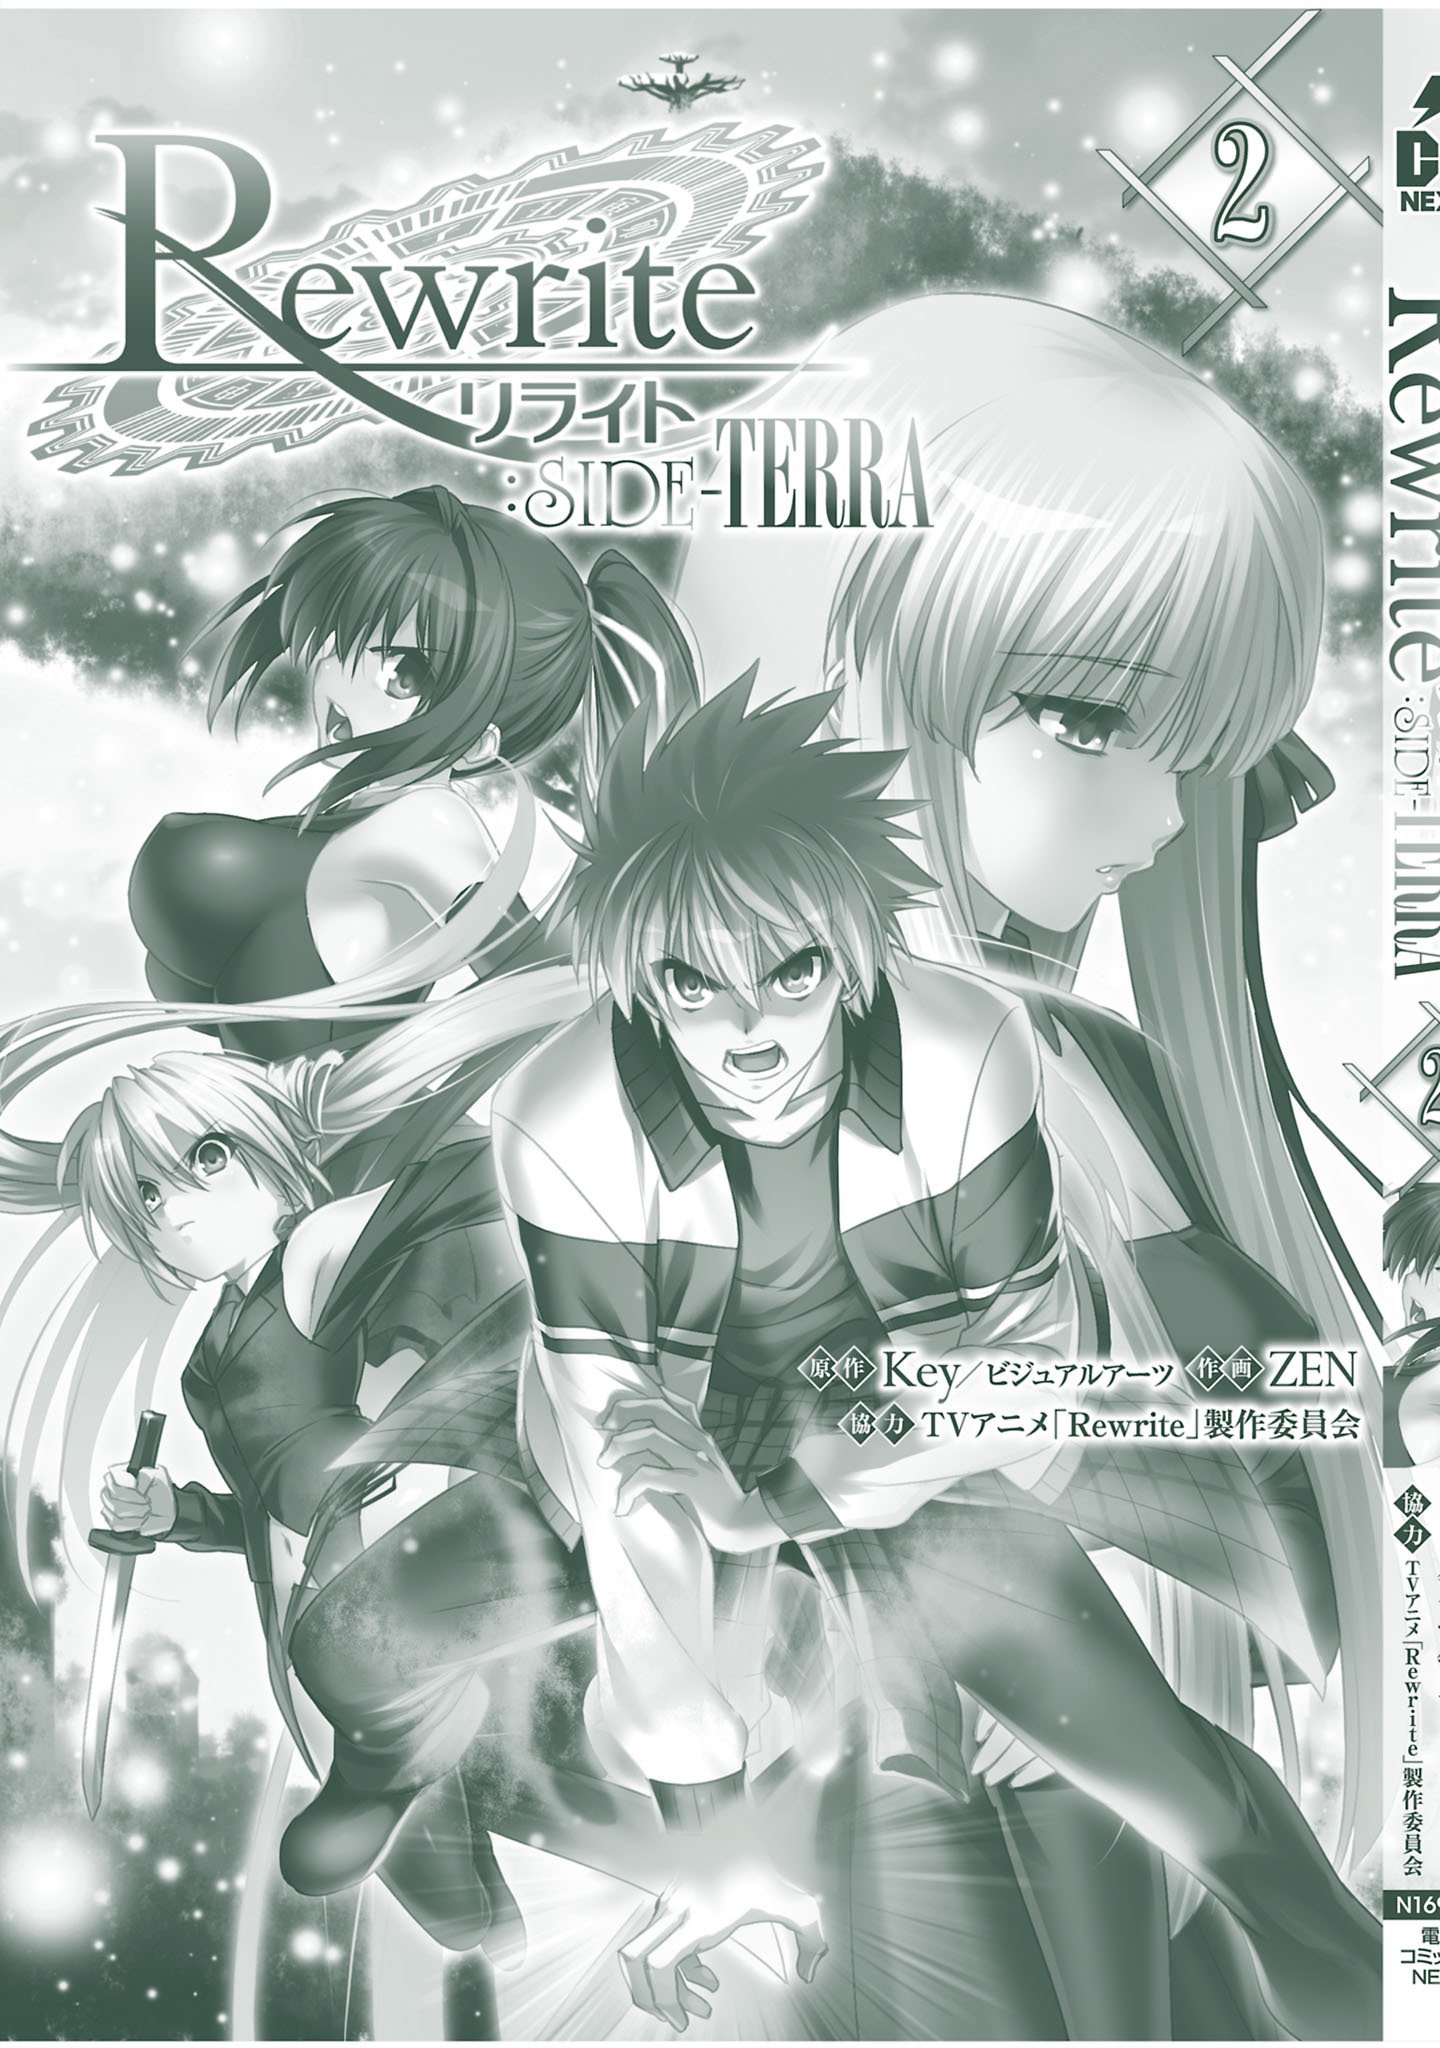 2
Rewrite
リライト
:SIDE-TERRA
原作 Key／ビジュアルアーツ 作画 ZEN
協力 TVアニメ「Rewrite」製作委員会
NEX
Rewrite :SIDE-TERRA
2
協力 TVアニメ「Rewrite」製作委員会
N169
電
コミッ
NE